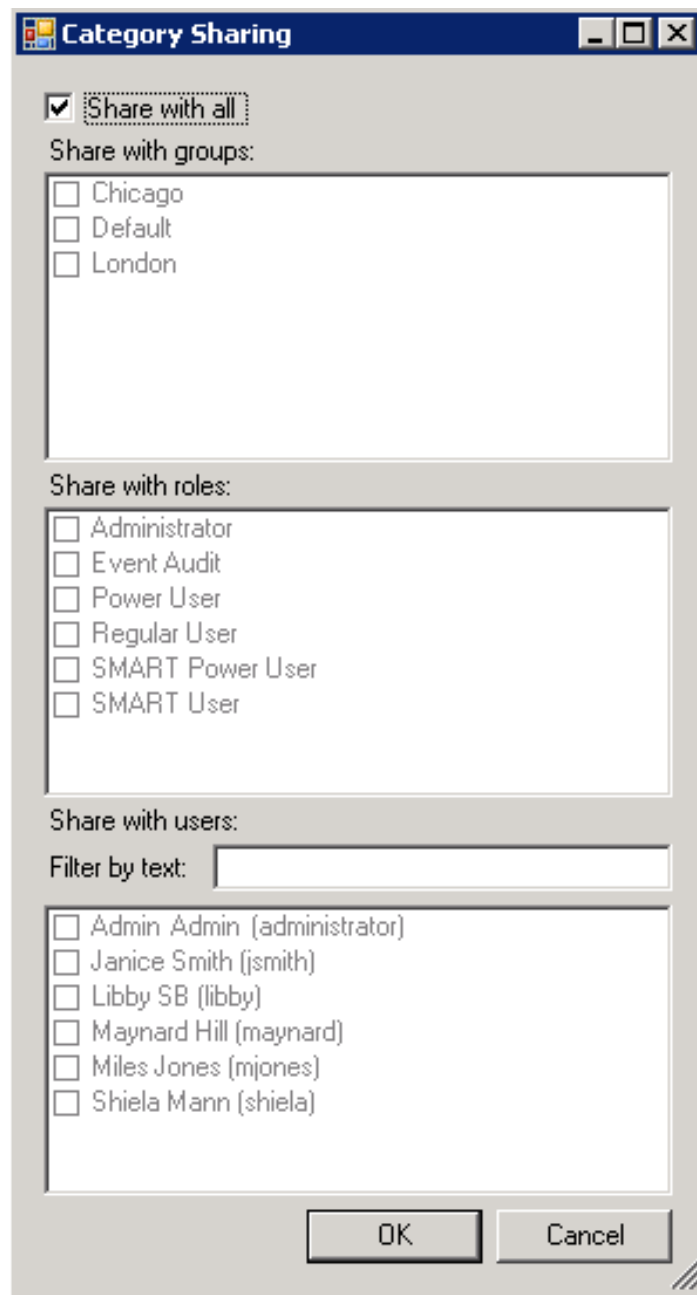 Category Sharing
Share with all
Share with groups:
Chicago
Default
London
Share with roles:
Administrator
Event Audit
Power User
Regular User
SMART Power User
SMART User
Share with users:
Filter by text:
Admin Admin (administrator)
Janice Smith (jsmith)
Libby SB (libby)
Maynard Hill (maynard)
Miles Jones (mjones)
Shiela Mann (shiela)
OK Cancel